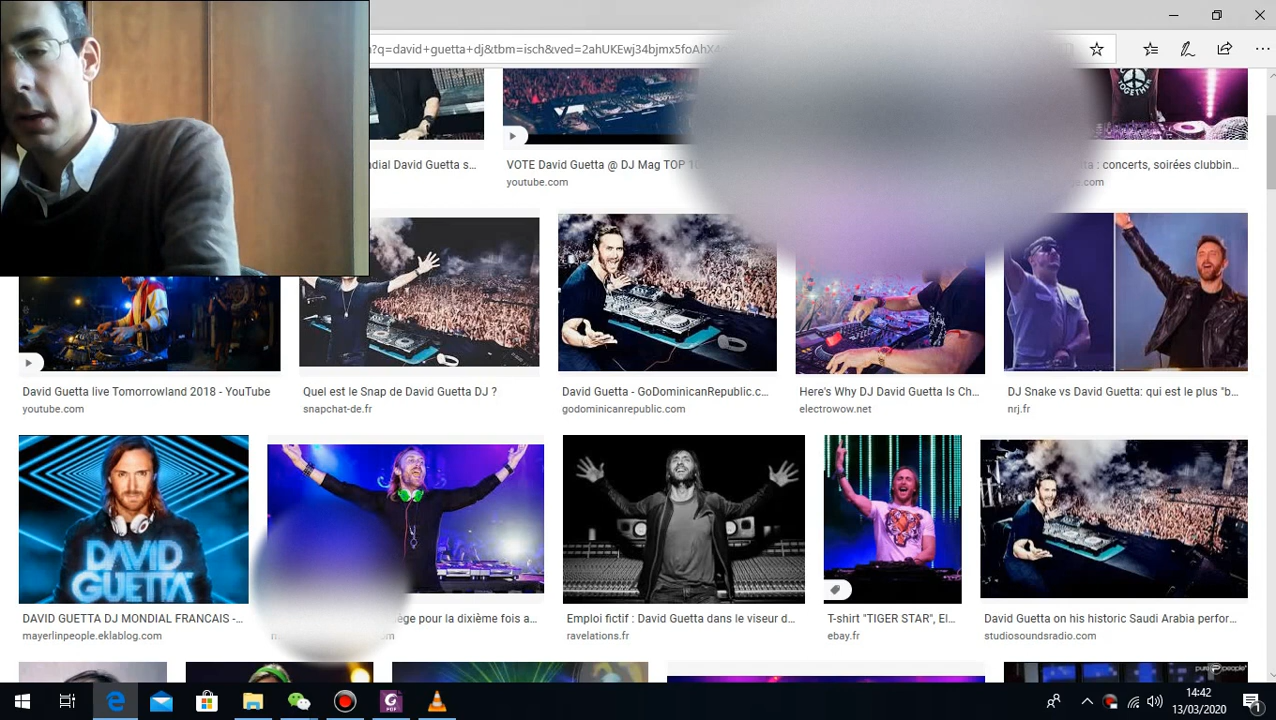 ?q=david+guetta+dj&tbm=isch&ved=2ahUKEwj34bjmx5foAhX
TOGETHER
dial David Guetta s...
VOTE David Guetta @ DJ Mag TOP
: concerts, soirées clubbin...
youtube.com
.com
David Guetta live Tomorrowland 2018 - YouTube
youtube.com
Quel est le Snap de David Guetta DJ ?
snapchat-de.fr
David Guetta - GoDominicanRepublic.c...
godominicanrepublic.com
Here's Why DJ David Guetta Is Ch...
electrowow.net
DJ Snake vs David Guetta: qui est le plus "b...
nrj.fr
DAVID
GUETTA
DAVID GUETTA DJ MONDIAL FRANCAIS -...
mayerlinpeople.eklablog.com
ège pour la dixième fois a...
Emploi fictif : David Guetta dans le viseur d...
ravelations.fr
T-shirt "TIGER STAR", El...
ebay.fr
David Guetta on his historic Saudi Arabia perfor...
studiosoundsradio.com
purepeople
PDF
14:42
13/03/2020
1